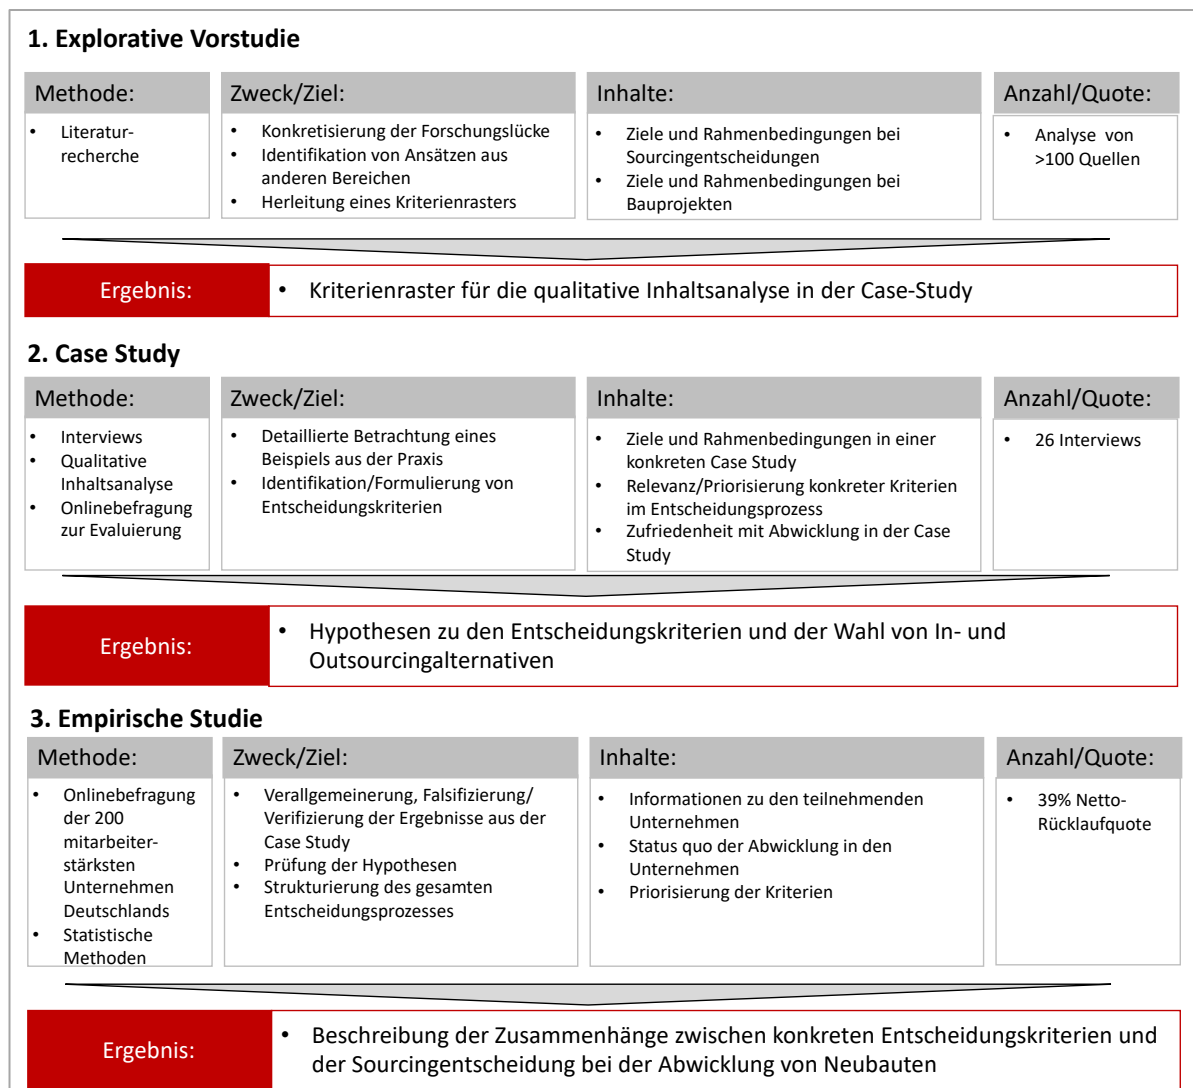 1. Explorative Vorstudie
Methode:
• Literatur-
recherche
Zweck/Ziel:
• Konkretisierung der Forschungslücke
• Identifikation von Ansätzen aus
anderen Bereichen
• Herleitung eines Kriterienrasters
Inhalte:
• Ziele und Rahmenbedingungen bei
Sourcingentscheidungen
• Ziele und Rahmenbedingungen bei
Bauprojekten
Anzahl/Quote:
• Analyse von
>100 Quellen
Ergebnis:
• Kriterienraster für die qualitative Inhaltsanalyse in der Case-Study
2. Case Study
Methode:
• Interviews
• Qualitative
Inhaltsanalyse
• Onlinebefragung
zur Evaluierung
Zweck/Ziel:
• Detaillierte Betrachtung eines
Beispiels aus der Praxis
• Identifikation/Formulierung von
Entscheidungskriterien
Inhalte:
• Ziele und Rahmenbedingungen in einer
konkreten Case Study
• Relevanz/Priorisierung konkreter Kriterien
im Entscheidungsprozess
• Zufriedenheit mit Abwicklung in der Case
Study
Anzahl/Quote:
• 26 Interviews
Ergebnis:
• Hypothesen zu den Entscheidungskriterien und der Wahl von In- und
Outsourcingalternativen
3. Empirische Studie
Methode:
• Onlinebefragung
der 200
mitarbeiter-
stärksten
Unternehmen
Deutschlands
• Statistische
Methoden
Zweck/Ziel:
• Verallgemeinerung, Falsifizierung/
Verifizierung der Ergebnisse aus der
Case Study
• Prüfung der Hypothesen
• Strukturierung des gesamten
Entscheidungsprozesses
Inhalte:
• Informationen zu den teilnehmenden
Unternehmen
• Status quo der Abwicklung in den
Unternehmen
• Priorisierung der Kriterien
Anzahl/Quote:
• 39% Netto-
Rücklaufquote
Ergebnis:
• Beschreibung der Zusammenhänge zwischen konkreten Entscheidungskriterien und
der Sourcingentscheidung bei der Abwicklung von Neubauten